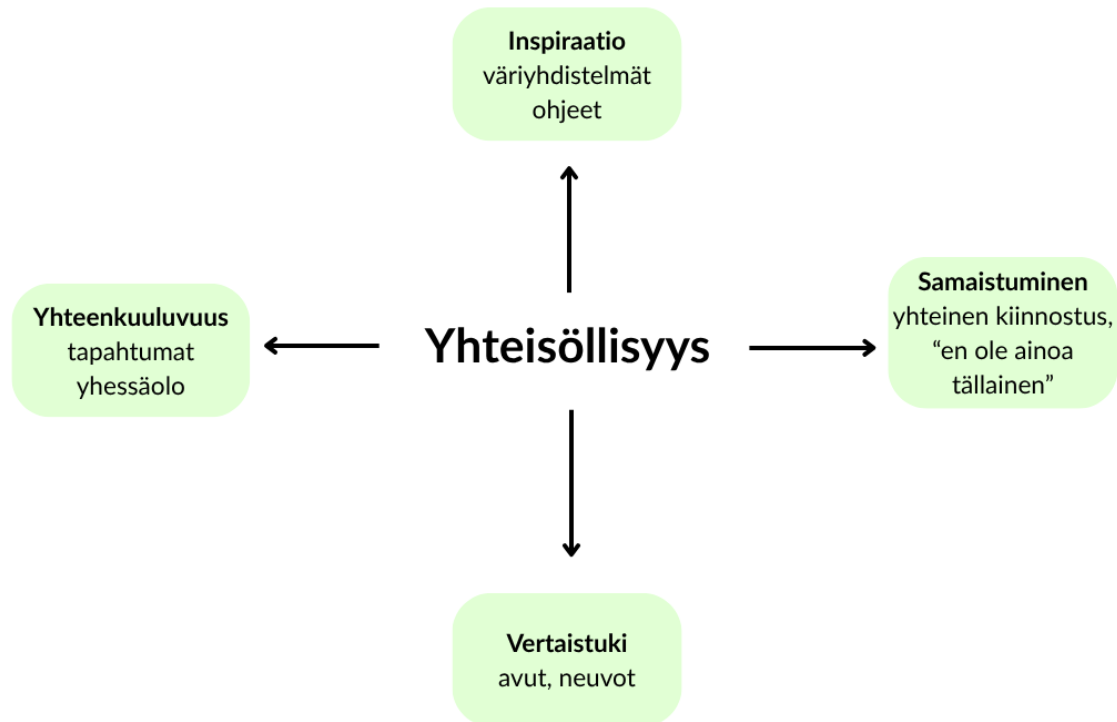 Inspiraatio
väriyhdistelmät
ohjeet
Yhteenkuuluvuus
tapahtumat
yhessäolo
Yhteisöllisyys
Samaistuminen
yhteinen kiinnostus,
“en ole ainoa
tällainen”
Vertaistuki
avut, neuvot